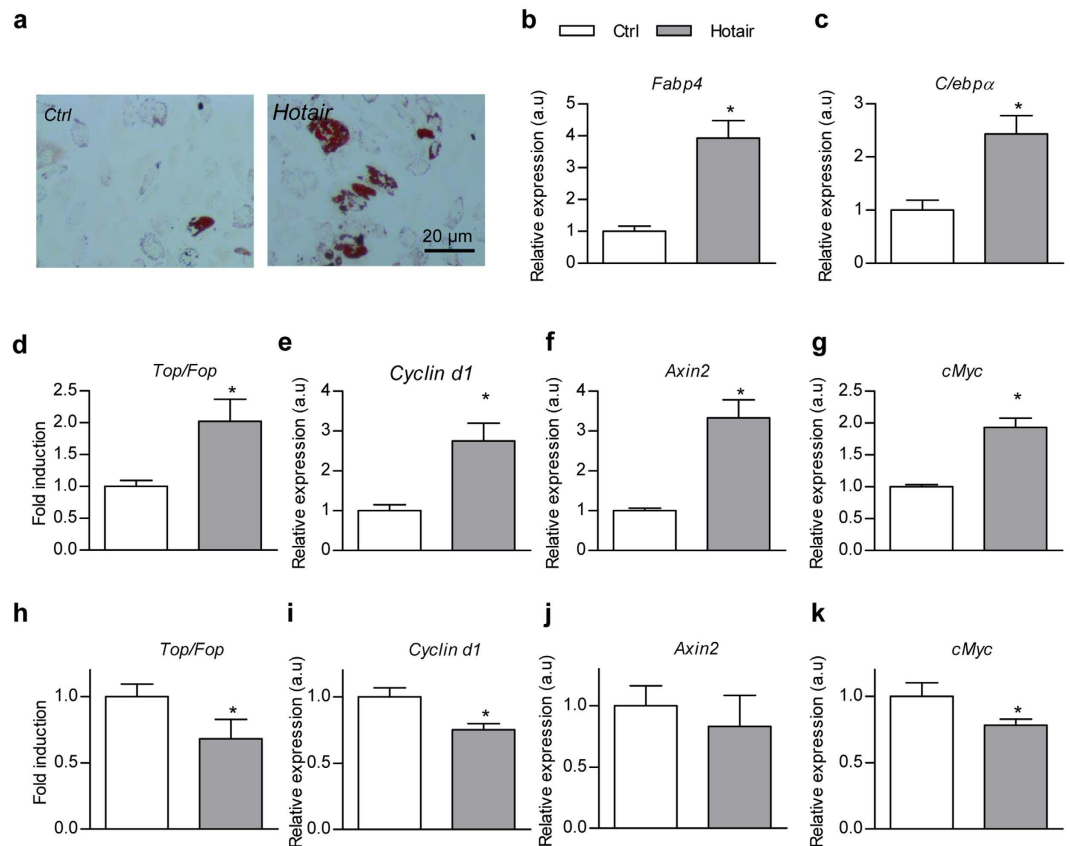 a
b
Ctrl
Hotair
c
Ctrl
Hotair
20 µm
Fabp4
Relative expression (a.u)
5
4
3
2
1
0
*
C/ebpα
Relative expression (a.u)
3
2
1
0
*
d
Top/Fop
Fold induction
2.5
2.0
1.5
1.0
0.5
0.0
*
e
Cyclin d1
Relative expression (a.u)
4
3
2
1
0
*
f
Axin2
Relative expression (a.u)
4
3
2
1
0
*
g
cMyc
Relative expression (a.u)
2.5
2.0
1.5
1.0
0.5
0.0
*
h
Top/Fop
Fold induction
1.0
0.5
0.0
*
i
Cyclin d1
Relative expression (a.u)
1.0
0.5
0.0
*
j
Axin2
Relative expression (a.u)
1.0
0.5
0.0
k
cMyc
Relative expression (a.u)
1.0
0.5
0.0
*